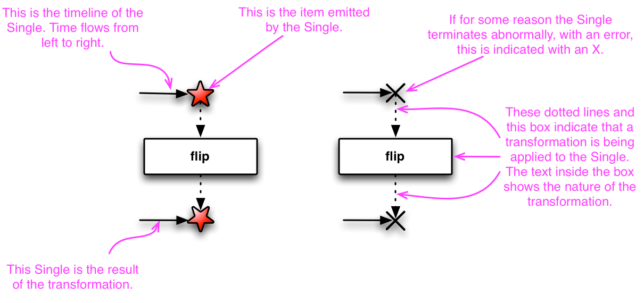 This is the timeline of the
Single. Time flows from
left to right.
This is the item emitted
by the Single.
If for some reason the Single
terminates abnormally, with an error,
this is indicated with an X.
flip
flip
These dotted lines and
this box indicate that a
transformation is being
applied to the Single.
The text inside the box
shows the nature of the
transformation.
This Single is the result
of the transformation.